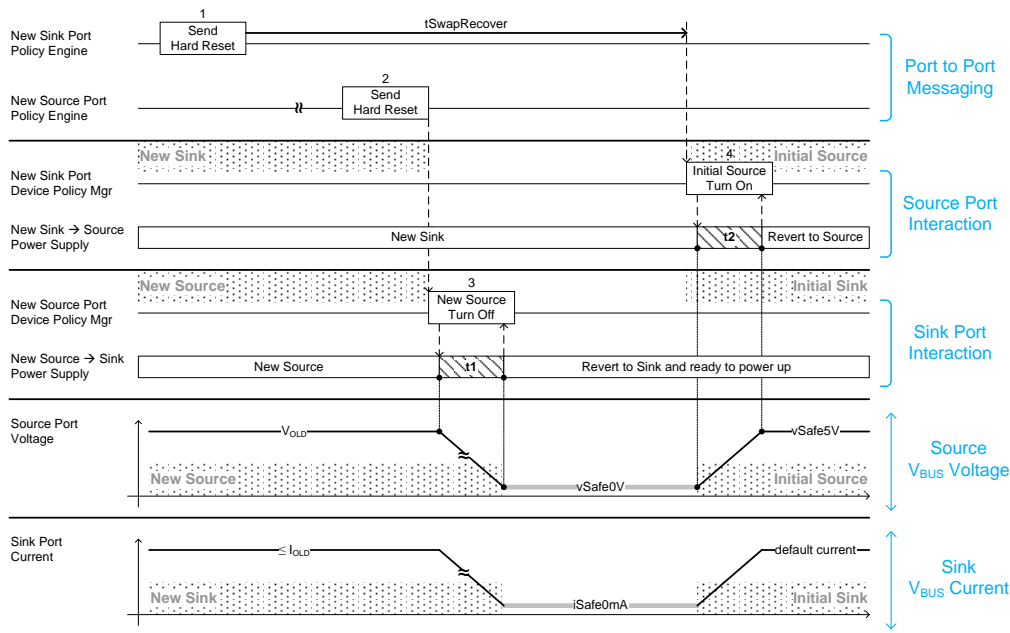 1
Send
Hard Reset
tSwapRecover
New Sink Port
Policy Engine
2
Send
Hard Reset
New Source Port
Policy Engine
Port to Port
Messaging
New Sink
4
Initial Source
New Sink Port
Device Policy Mgr
Initial Source
Turn On
New Sink → Source
Power Supply
New Sink
t2
Revert to Source
Source Port
Interaction
New Source
3
Initial Sink
New Source Port
Device Policy Mgr
New Source
Turn Off
New Source → Sink
Power Supply
New Source
t1
Revert to Sink and ready to power up
Sink Port
Interaction
Source Port
Voltage
VOLD
vSafe5V
New Source
vSafe0V
Initial Source
Source
VBUS Voltage
Sink Port
Current
≤ IOLD
default current
New Sink
iSafe0mA
Initial Sink
Sink
VBUS Current